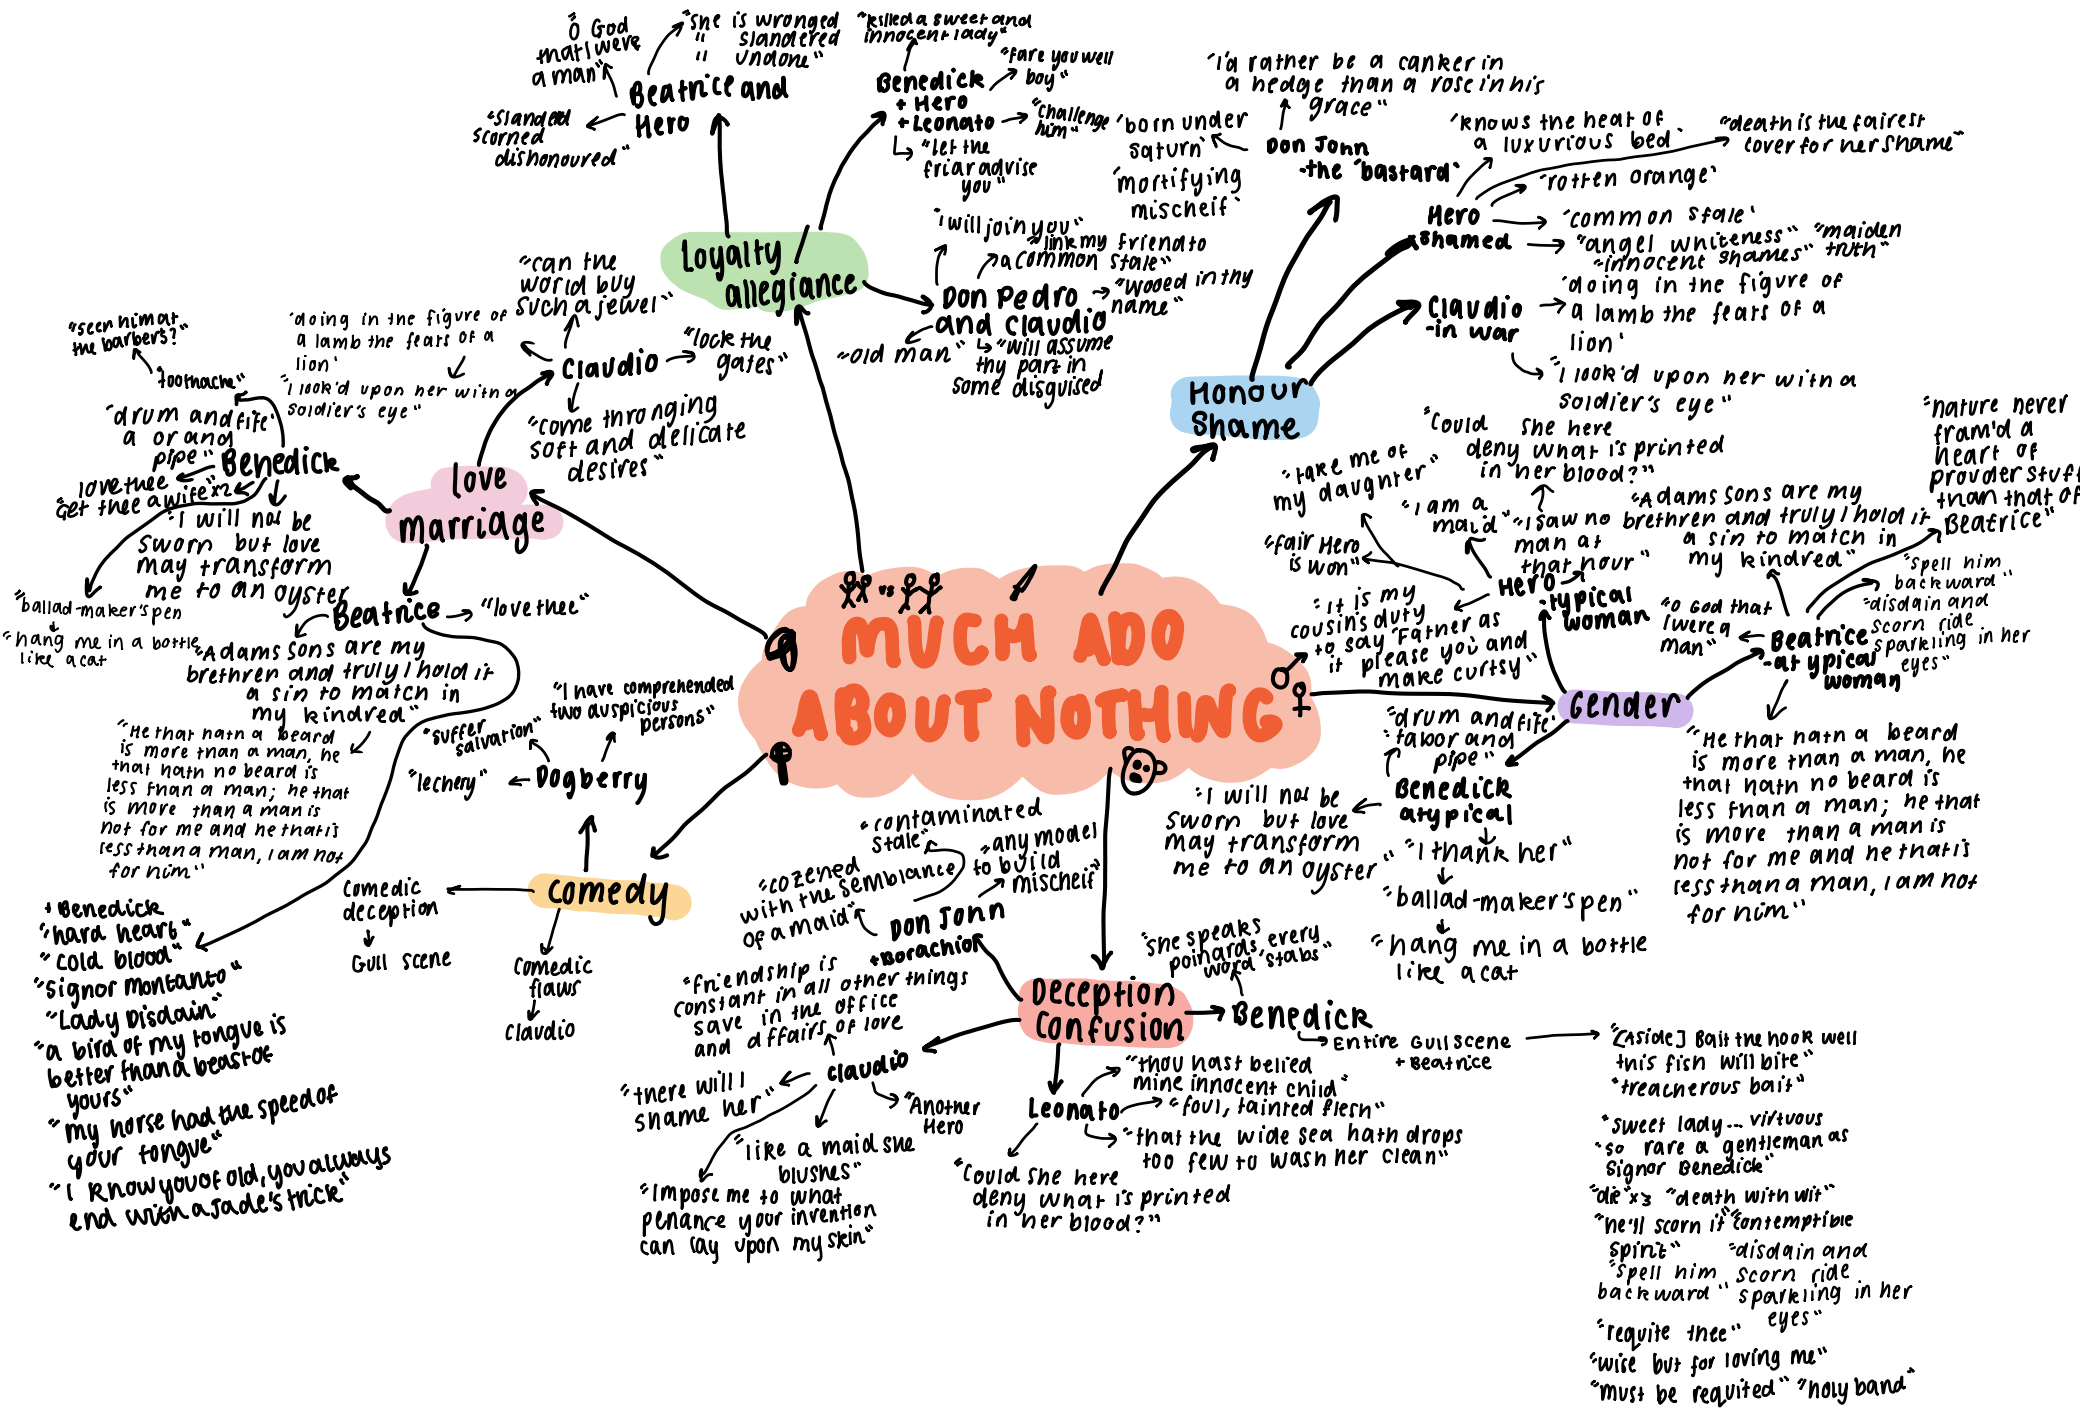 MUCH ADO
ABOUT NOTHING
Loyalty
allegiance
Beatrice and
Hero
"O God
that I were
a man"
"she is wronged
" slandered
" undone"
"slanderd
scorned
dishonoured"
Benedick
+ Hero
+ Leonato
"killed a sweet and
innocent lady"
"fare you well
boy"
"challenge
him"
"let the
friar advise
you"
Don Pedro
and Claudio
"I will join you"
"link my friend to
a common stale"
"wooed in thy
name"
"old man"
"will assume
thy part in
some disguised
Honour
Shame
Don John
-the 'bastard'
'I'd rather be a canker in
a hedge than a rose in his
grace"
'born under
saturn'
'mortifying
mischeif'
Hero
shamed
'knows the heat of
a luxurious bed'
"death is the fairest
cover for her shame"
'rotten orange'
'common stale'
"angel whiteness" "maiden
truth"
"innocent shames"
Claudio
-in war
'doing in the figure of
a lamb the fears of a
lion'
"I look'd upon her with a
soldier's eye"
love
marriage
Claudio
"can the
world buy
such a jewel"
'doing in the figure of
a lamb the fears of a
lion'
"I look'd upon her with a
soldier's eye"
"lock the
gates"
"come thronging
soft and delicate
desires"
Benedick
"seen him at
the barbers?"
"toothache"
'drum and fife'
a or and
pipe"
love thee
"get thee a wife" x2
"I will not be
sworn but love
may transform
me to an oyster
"ballad-maker's pen
"hang me in a bottle
like a cat
Beatrice
"love thee"
"Adams sons are my
brethren and truly I hold it
a sin to match in
my kindred"
"He that hath a beard
is more than a man, he
that hath no beard is
less than a man; he that
is more than a man is
not for me and he that is
less than a man, I am not
for him"
+ Benedick
"hard heart"
"cold blood"
"signor montanto"
"Lady Disdain"
"a bird of my tongue is
better than a beast of
yours"
"my horse had the speed of
your tongue"
"I know you of old, you always
end with a Jade's trick"
Comedy
Dogberry
"I have comprehended
two auspicious
persons"
"suffer
salvation"
"lechery"
Comedic
deception
Gull scene
Comedic
flaws
Claudio
Deception
Confusion
Don John
+Borachior
"contaminated
stale"
"any model
to build
mischeif"
"cozened
with the semblance
of a maid"
Claudio
"friendship is
constant in all other things
save in the office
and affairs of love
"there will I
shame her"
"Another
Hero
"like a maid she
blushes"
"Impose me to what
penance your invention
can lay upon my skin"
Leonato
"thou hast belied
mine innocent child"
"foul, tainted flesh"
"that the wide sea hath drops
too few to wash her clean"
"Could she here
deny what is printed
in her blood?"
Benedick
"she speaks
poinards, every
word 'stabs"
Entire Gull Scene
+ Beatrice
"[Aside] Bait the hook well
this fish will bite"
"treacherous bait"
"sweet lady... virtuous
"so rare a gentleman as
signor Benedick"
"die" x3 "death with wit"
"he'll scorn it" "contemptible
spirit"
"disdain and
scorn ride
sparkling in her
eyes"
"spell him
backward"
"requite thee"
"wise but for loving me"
"must be requited" "holy band"
Gender
Hero
-typical
woman
"take me of
my daughter"
"fair Hero
is won"
"I am a
maid"
"Could she here
deny what is printed
in her blood?"
"I saw no
man at
that hour"
"it is my
cousin's duty
to say 'Father as
it please you' and
make curtsy"
Beatrice
-atypical
woman
"Adams sons are my
brethren and truly I hold it
a sin to match in
my kindred"
"nature never
fram'd a
heart of
prouder stuff
than that of
Beatrice"
"spell him
backward"
"disdain and
scorn ride
sparkling in her
eyes"
"O God that
I were a
man"
"He that hath a beard
is more than a man, he
that hath no beard is
less than a man; he that
is more than a man is
not for me and he that is
less than a man, I am not
for him"
Benedick
atypical
"drum and fife'
"tabor and
pipe"
"I will not be
sworn but love
may transform
me to an oyster"
"I thank her"
"ballad-maker's pen"
"hang me in a bottle
like a cat